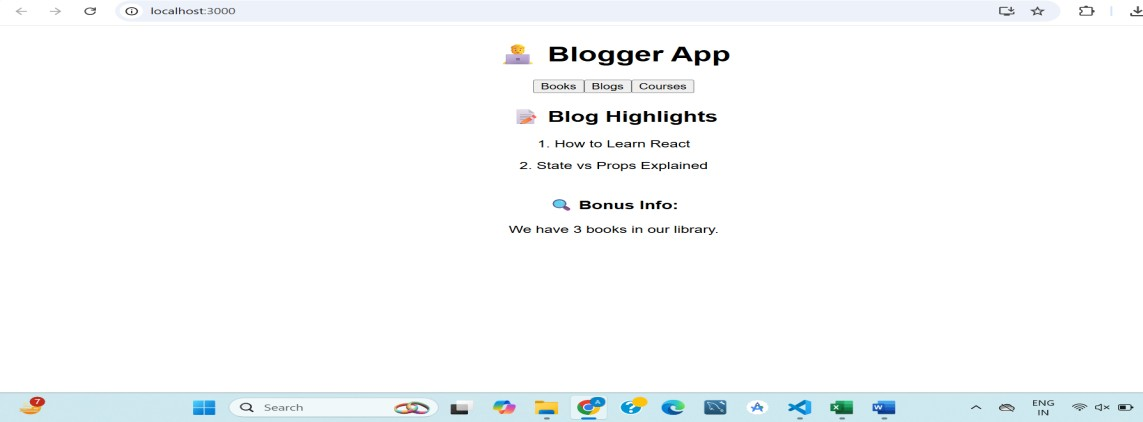 localhost:3000
Blogger App
Books Blogs Courses
Blog Highlights
1. How to Learn React
2. State vs Props Explained
Bonus Info:
We have 3 books in our library.
7 Search A ? A X W ENG
IN